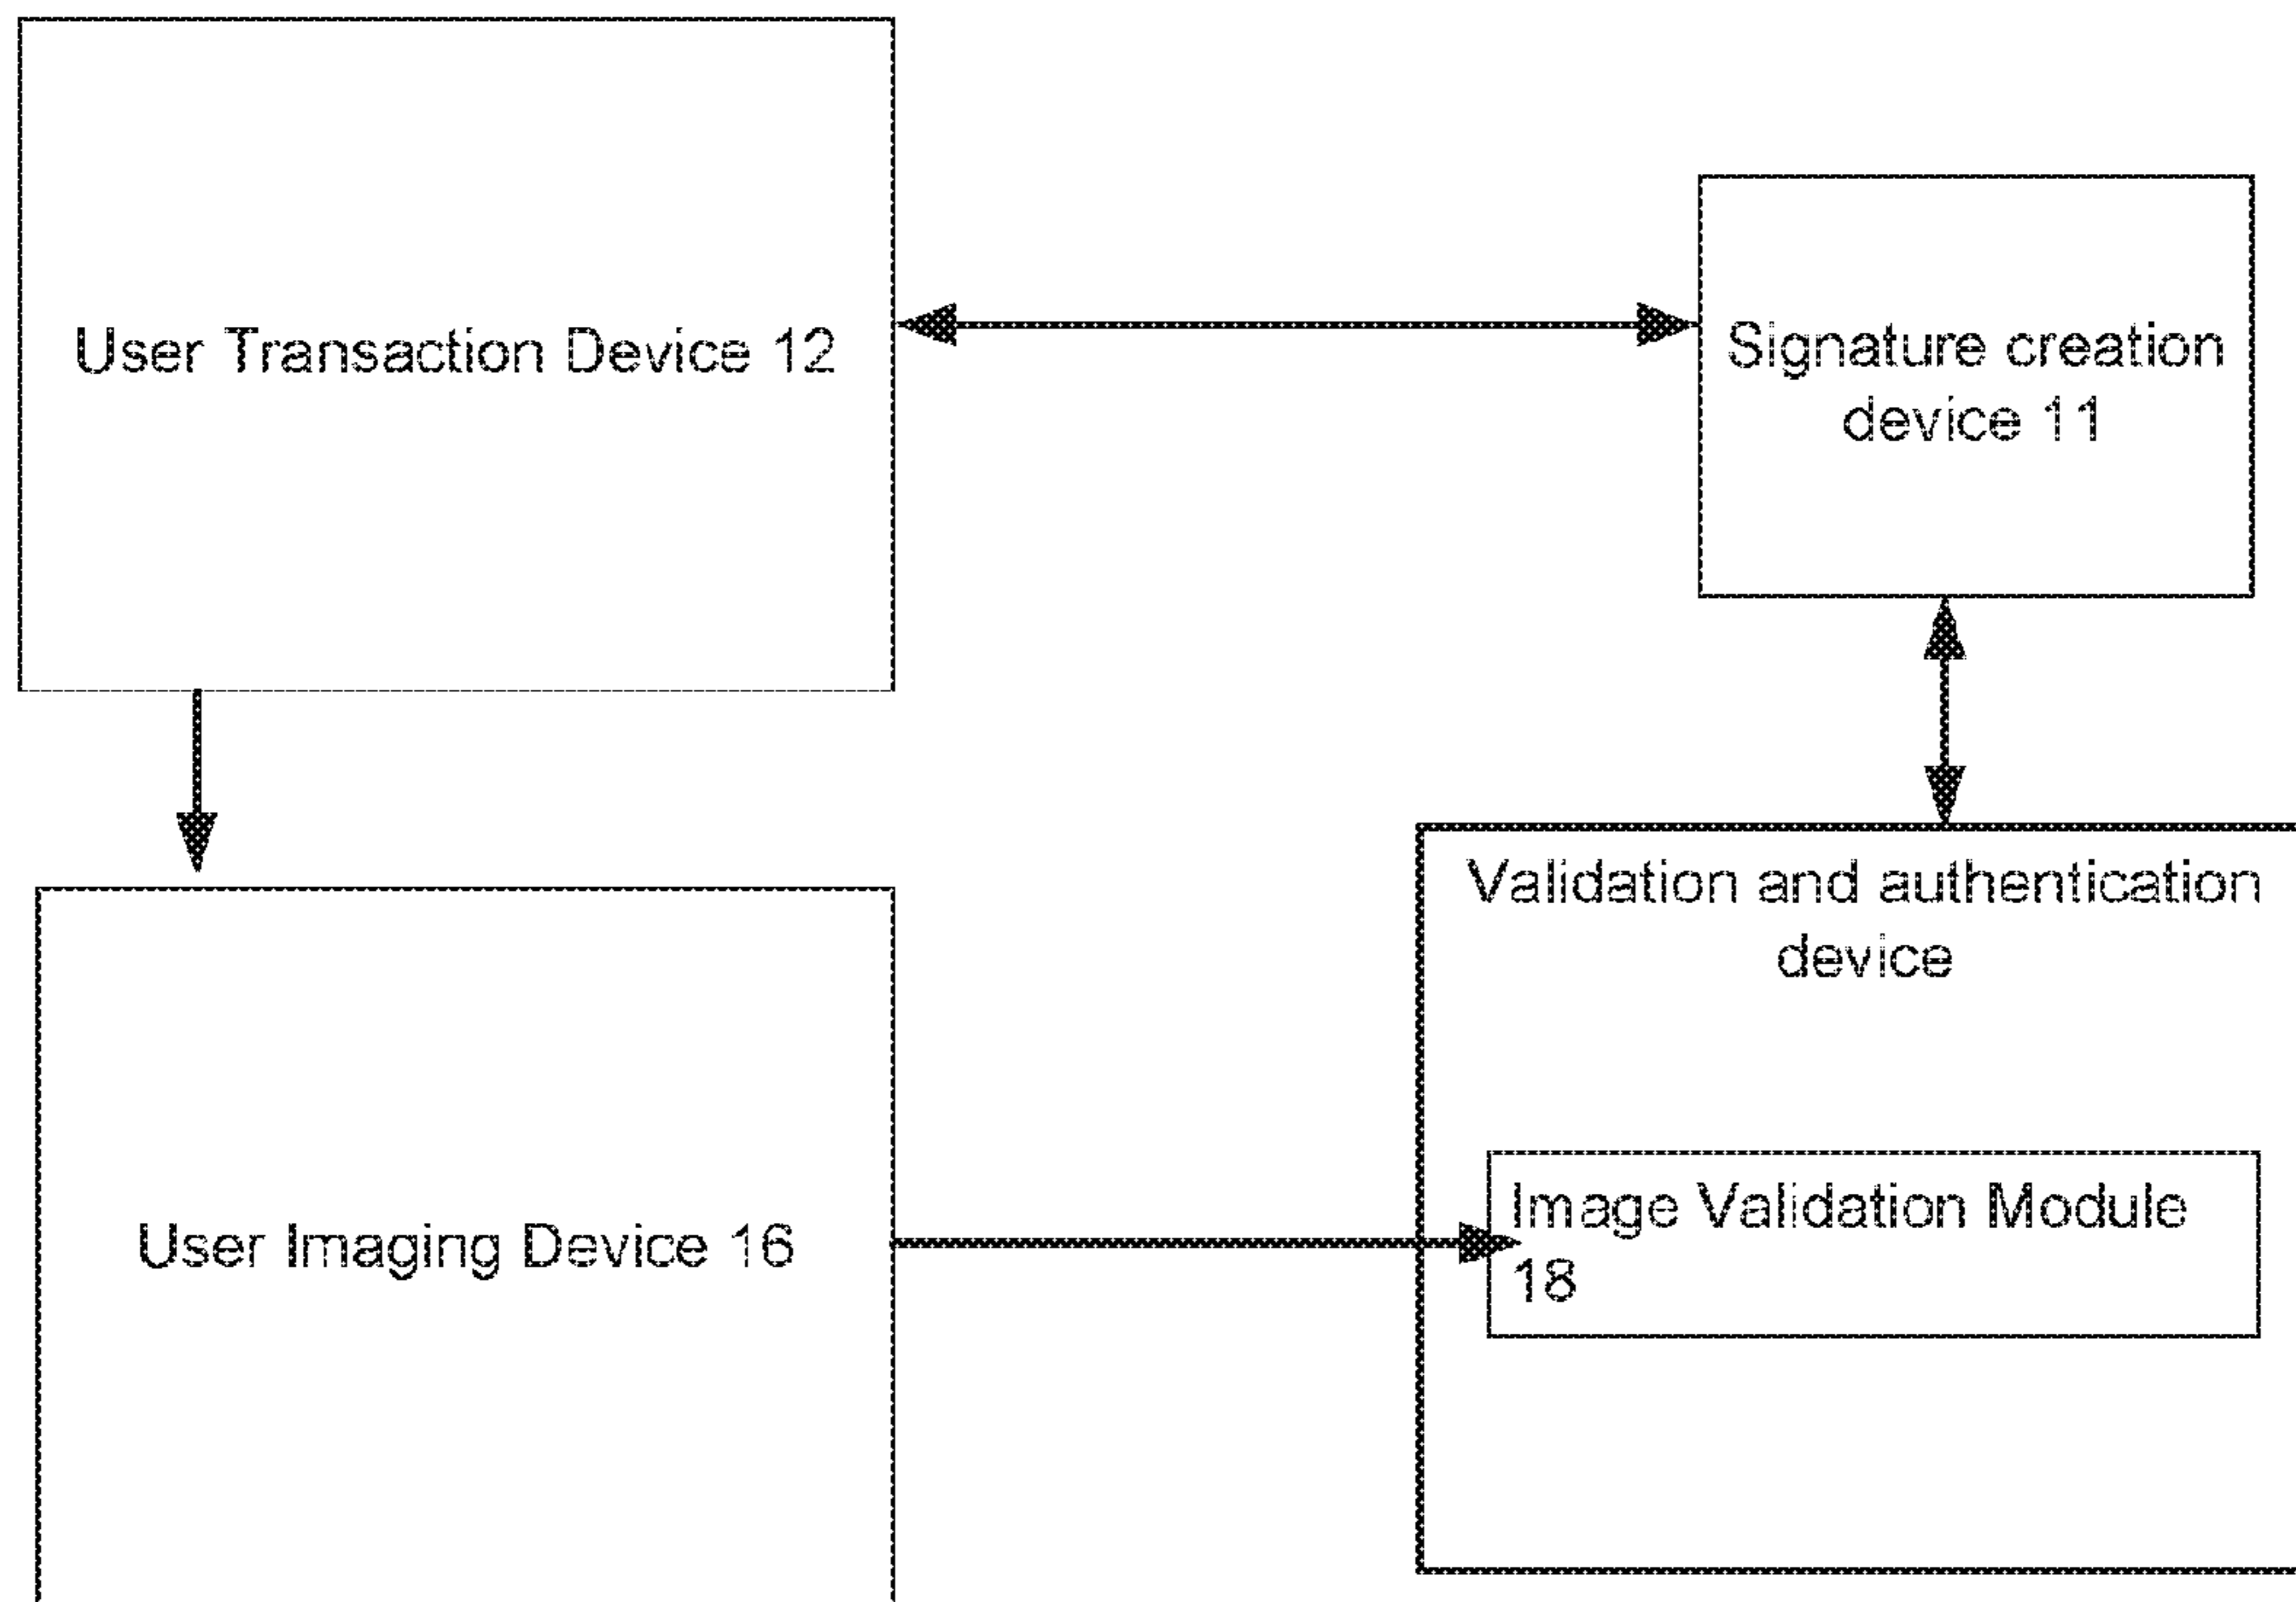 User Transaction Device 12
Signature creation
device 11
Validation and authentication
device
User Imaging Device 16
Image Validation Module
18